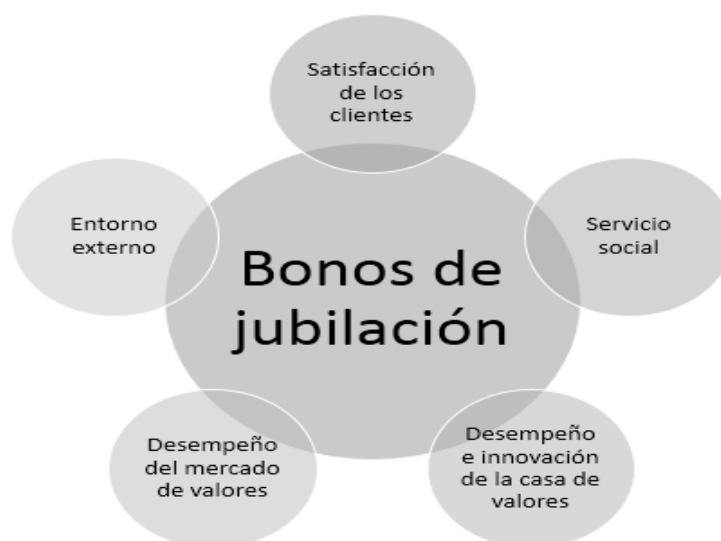 Satisfacción
de los
clientes
Entorno
externo
Servicio
social
Bonos de
jubilación
Desempeño
del mercado
de valores
Desempeño
e innovación
de la casa de
valores